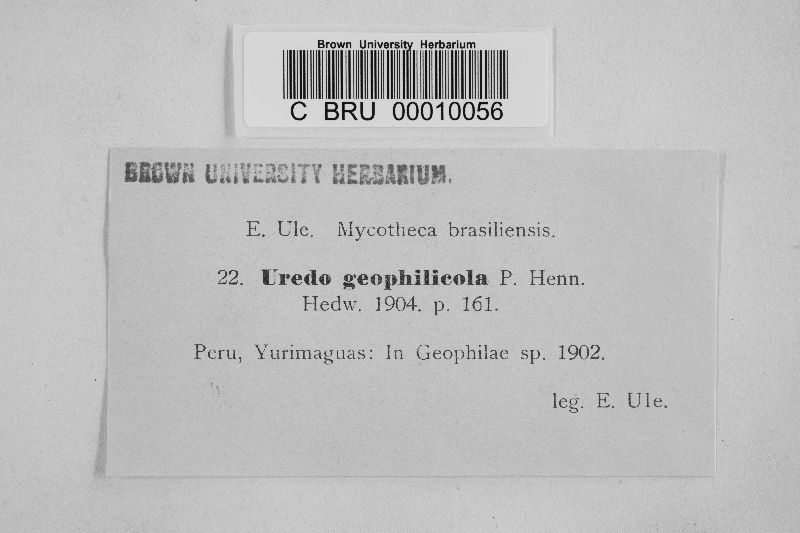 Brown University Herbarium
C BRU 00010056
BROWN UNIVERSITY HERBARIUM.
E. Ule. Mycotheca brasiliensis.
22. Uredo geophilicola P. Henn.
Hedw. 1904. p. 161.
Peru, Yurimaguas: In Geophilae sp. 1902.
leg. E. Ule.